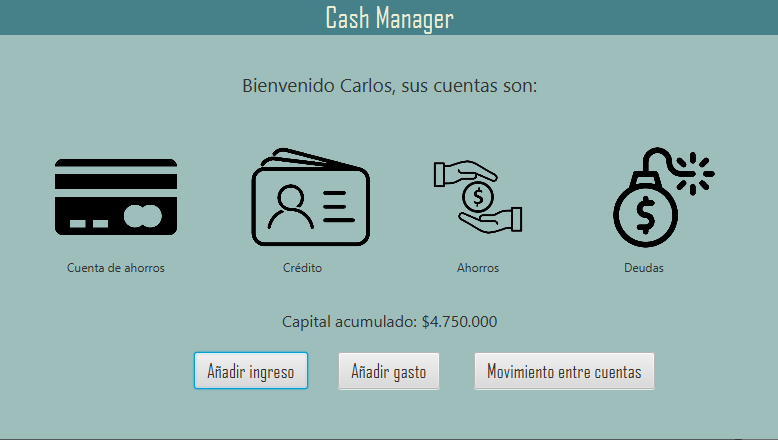 Cash Manager
Bienvenido Carlos, sus cuentas son:
$
$
Cuenta de ahorros
Crédito
Ahorros
Deudas
Capital acumulado: $4.750.000
Añadir ingreso
Añadir gasto
Movimiento entre cuentas